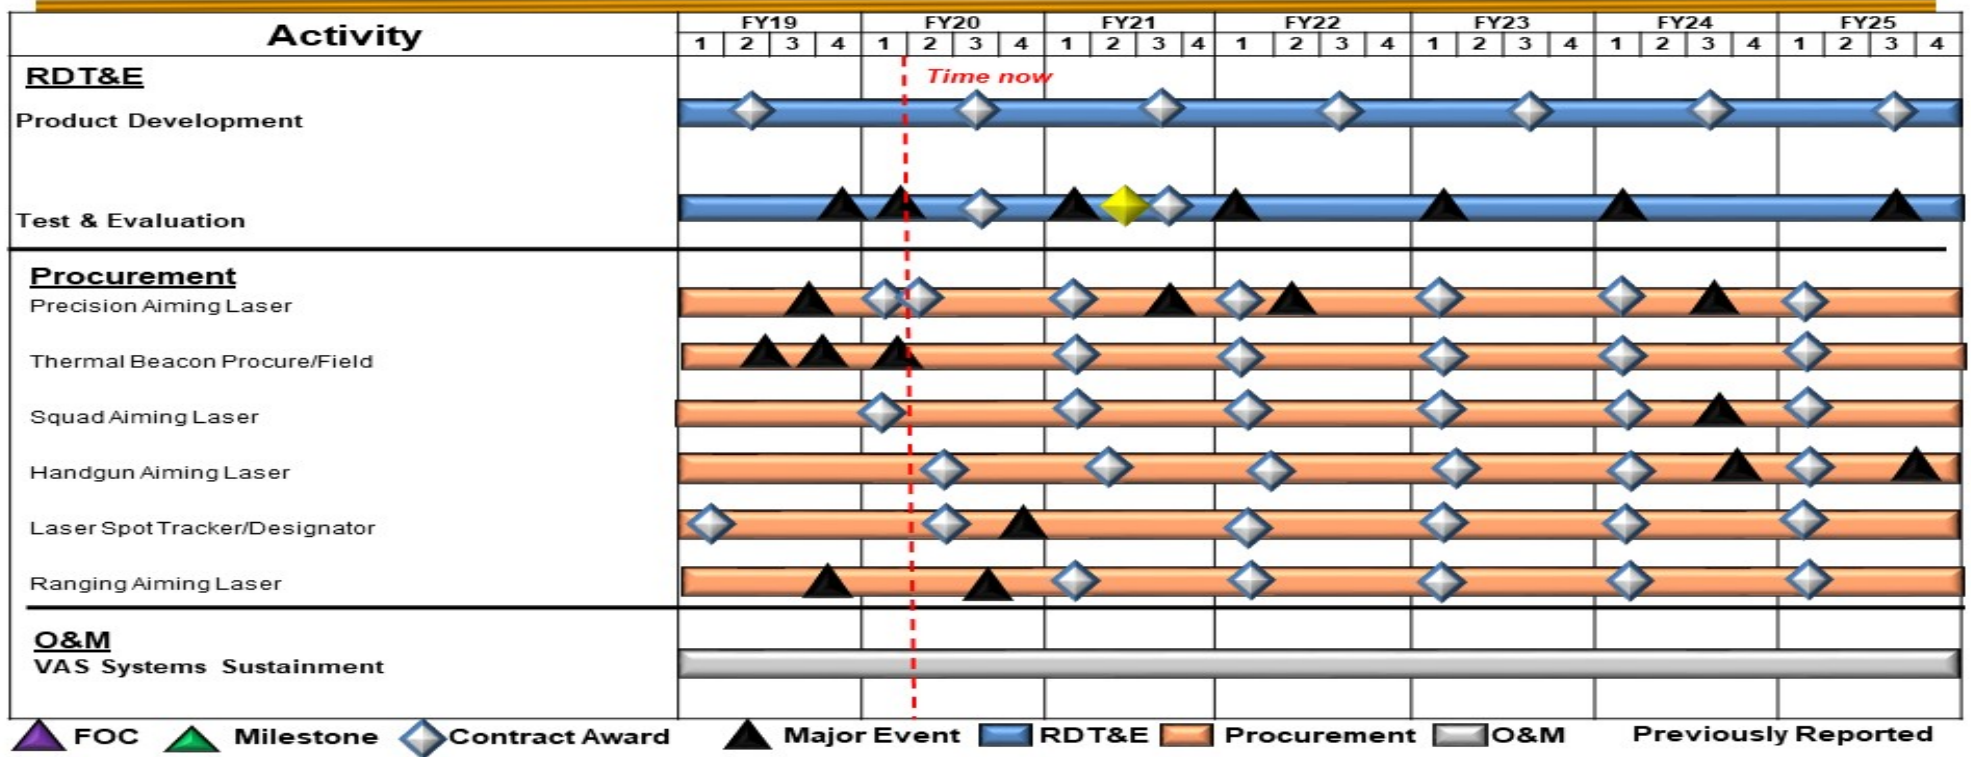 FY19 FY20 FY21 FY22 FY23 FY24 FY25
Activity
1 2 3 4 1 2 3 4 1 2 3 4 1 2 3 4 1 2 3 4 1 2 3 4 1 2 3 4
RDT&E
Time now
Product Development
Test & Evaluation
Procurement
Precision Aiming Laser
Thermal Beacon Procure/Field
Squad Aiming Laser
Handgun Aiming Laser
Laser Spot Tracker/Designator
Ranging Aiming Laser
O&M
VAS Systems Sustainment
FOC Milestone Contract Award Major Event RDT&E Procurement O&M Previously Reported